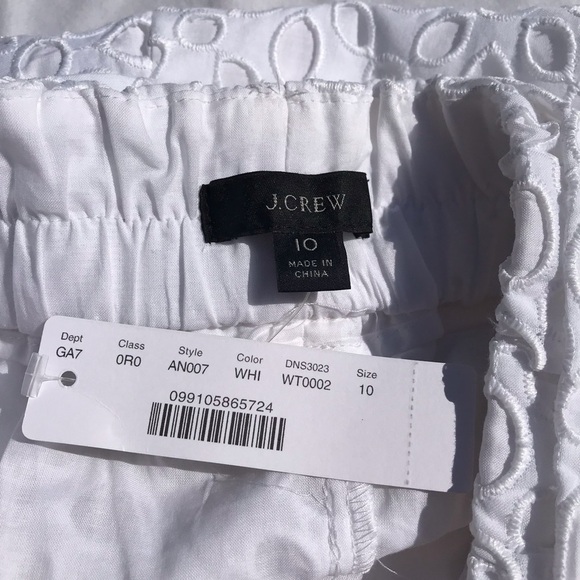 J.CREW
10
MADE IN
CHINA
Dept Class Style Color DNS3023 Size
GA7 0R0 AN007 WHI WT0002 10
099105865724